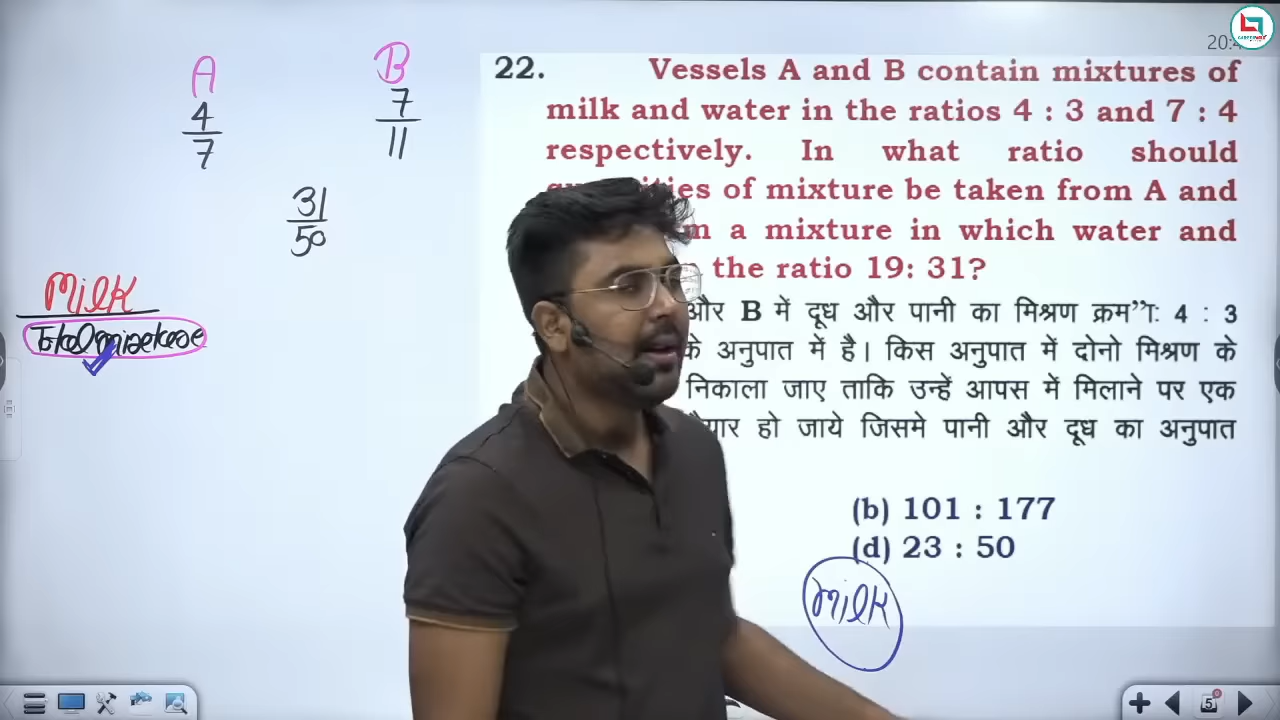 20:4
A
B
4
7
7
11
31
50
Milk
22. Vessels A and B contain mixtures of
milk and water in the ratios 4 : 3 and 7 : 4
respectively. In what ratio should
of mixture be taken from A and
a mixture in which water and
the ratio 19: 31?
और B में दूध और पानी का मिश्रण क्रम”T: 4 : 3
के अनुपात में है। किस अनुपात में दोनो मिश्रण के
निकाला जाए ताकि उन्हें आपस में मिलाने पर एक
हो जाये जिसमे पानी और दूध का अनुपात
(b) 101 : 177
(d) 23 : 50
Milk
5